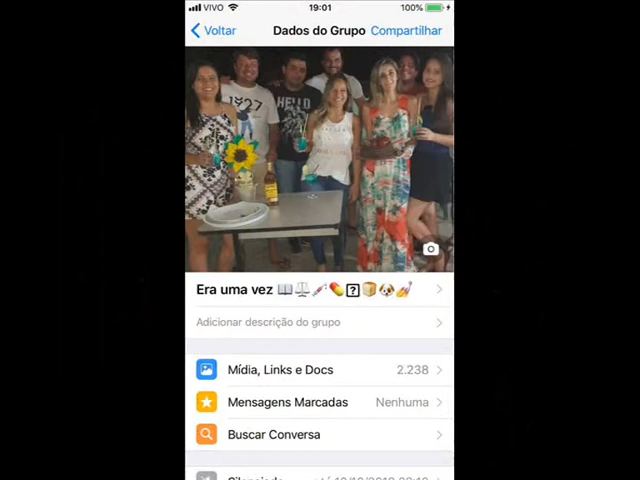 VIVO 19:01 100%
Voltar Dados do Grupo Compartilhar
1727
HELLO
Era uma vez
Adicionar descrição do grupo
Mídia, Links e Docs 2.238
Mensagens Marcadas Nenhuma
Buscar Conversa